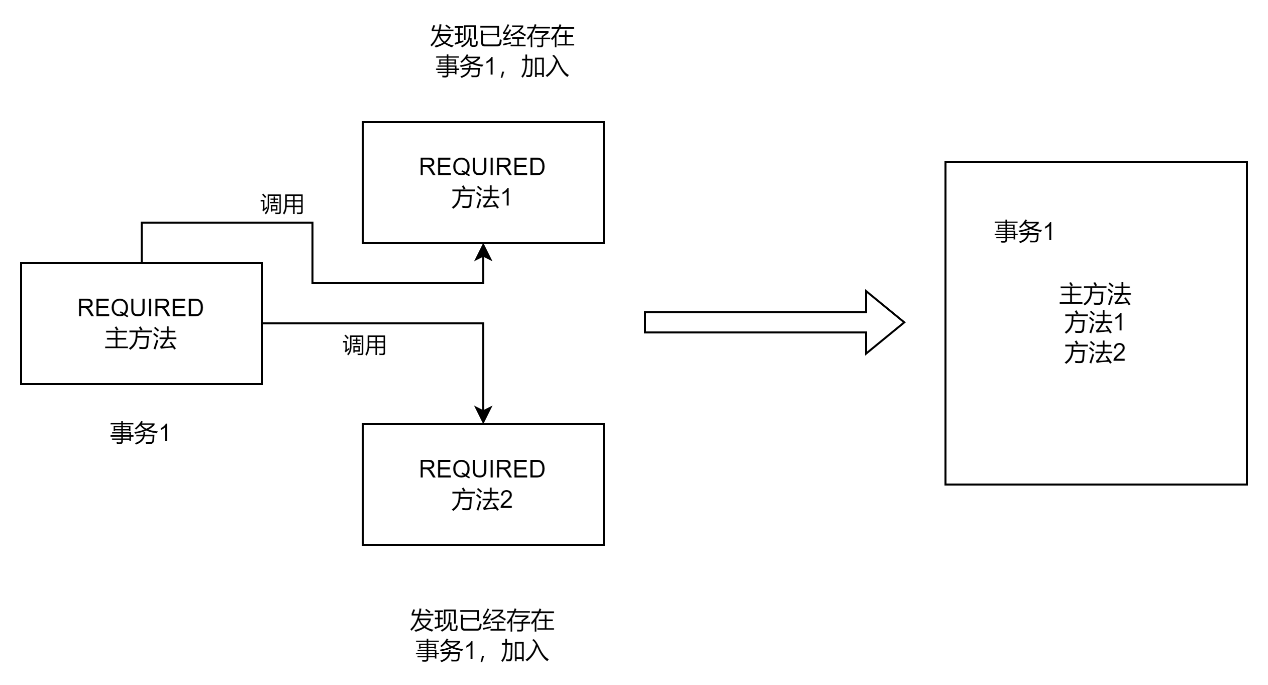 发现已经存在
事务1，加入
REQUIRED
方法1
调用
REQUIRED
主方法
调用
事务1
REQUIRED
方法2
发现已经存在
事务1，加入
事务1
主方法
方法1
方法2